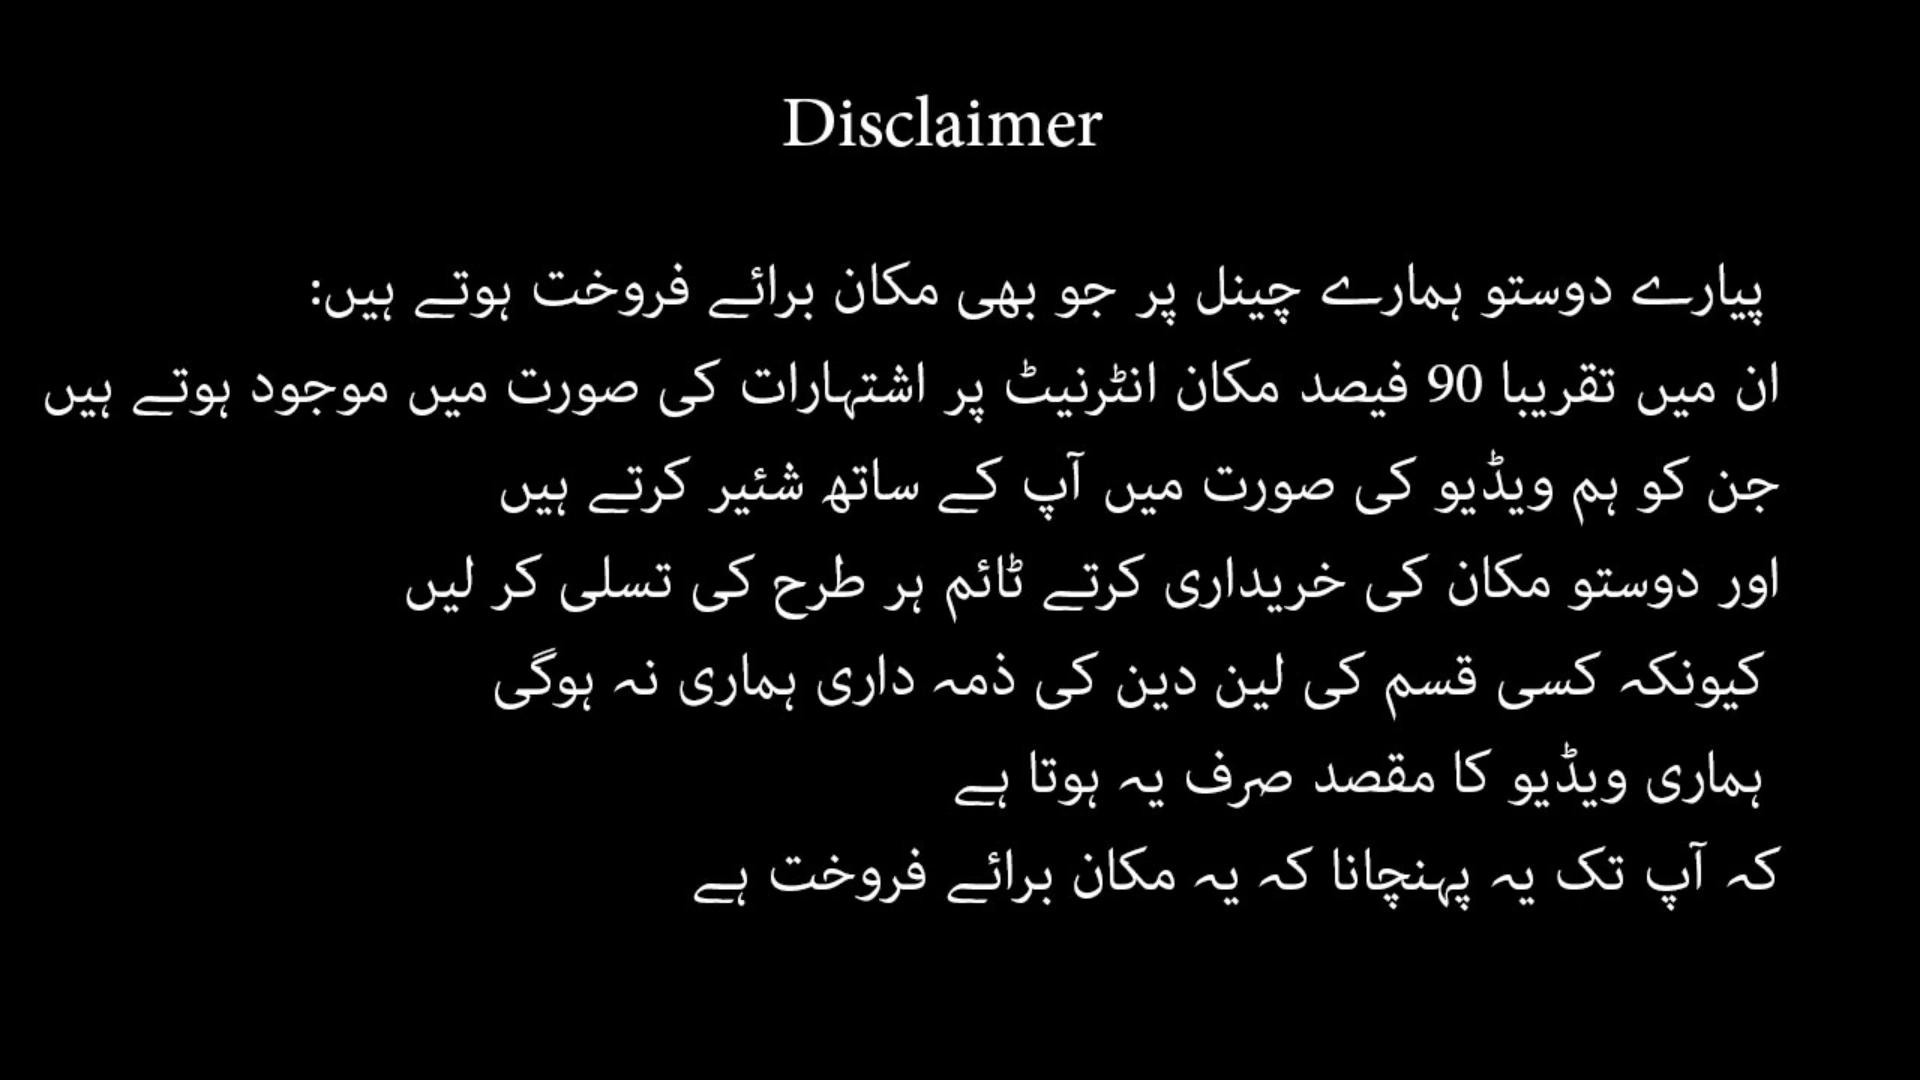 Disclaimer
پیارے دوستو ہمارے چینل پر جو بھی مکان برائے فروخت ہوتے ہیں:
ان میں تقریبا 90 فیصد مکان انٹرنیٹ پر اشتہارات کی صورت میں موجود ہوتے ہیں
جن کو ہم ویڈیو کی صورت میں آپ کے ساتھ شئیر کرتے ہیں
اور دوستو مکان کی خریداری کرتے ٹائم ہر طرح کی تسلی کر لیں
کیونکہ کسی قسم کی لین دین کی ذمہ داری ہماری نہ ہوگی
ہماری ویڈیو کا مقصد صرف یہ ہوتا ہے
کہ آپ تک یہ پہنچانا کہ یہ مکان برائے فروخت ہے